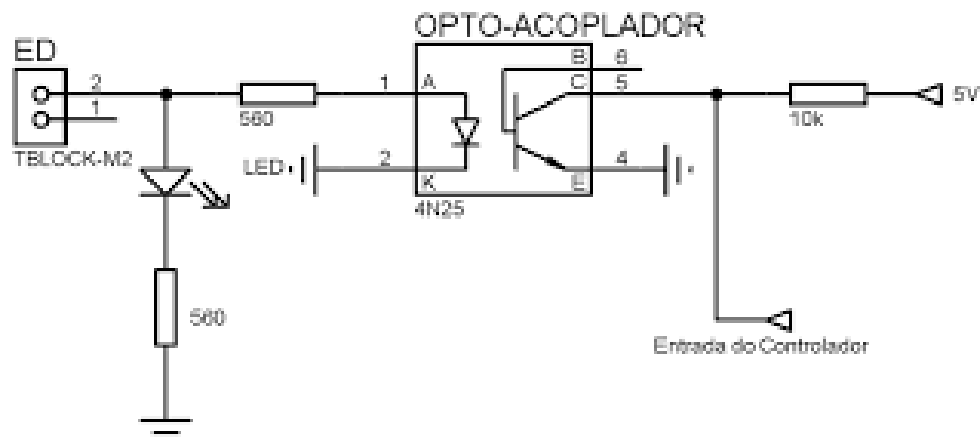 OPTO-ACOPLADOR
ED
2
1
TBLOCK-M2
560
1
A
B
6
C
5
10k
5V
LED
2
K
4
E
4N25
560
Entrada do Controlador